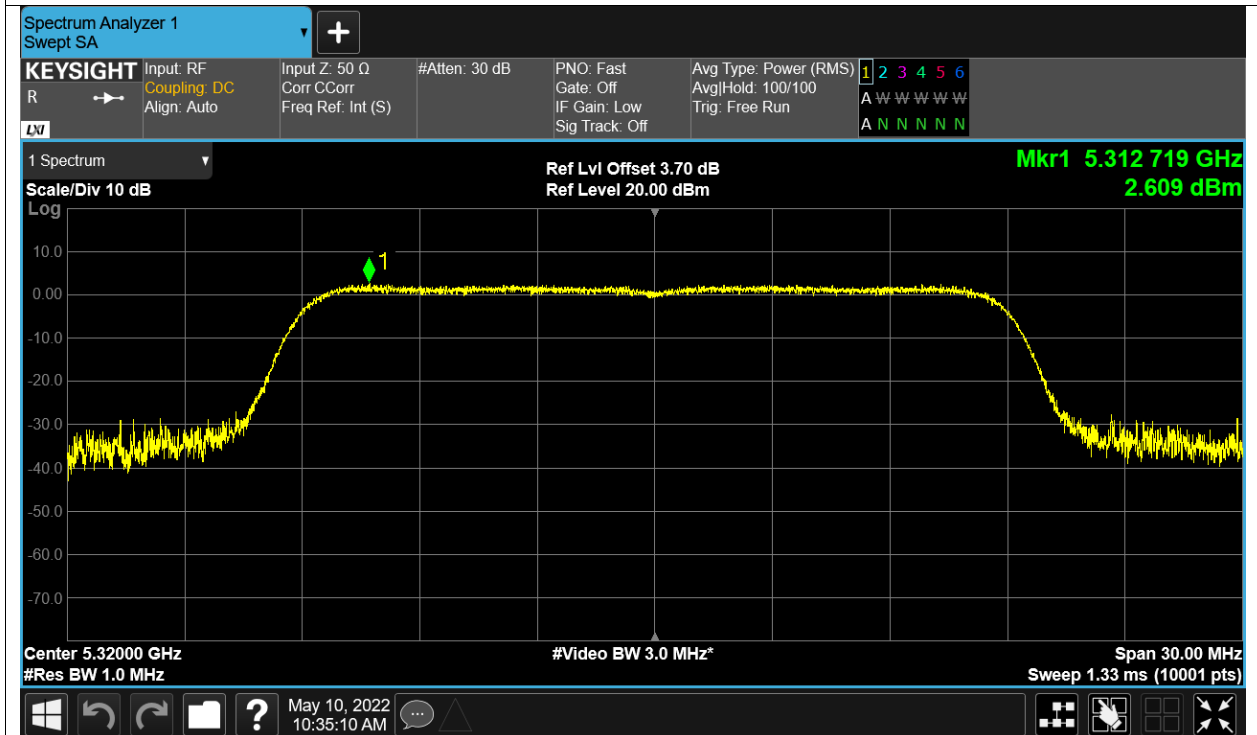 Spectrum Analyzer 1
Swept SA
+
KEYSIGHT
R
LXI
Input: RF
Coupling: DC
Align: Auto
Input Z: 50 Ω
Corr CCorr
Freq Ref: Int (S)
#Atten: 30 dB
PNO: Fast
Gate: Off
IF Gain: Low
Sig Track: Off
Avg Type: Power (RMS)
Avg|Hold: 100/100
Trig: Free Run
1 2 3 4 5 6
A W W W W W
A N N N N N
1 Spectrum
Scale/Div 10 dB
Log
Ref Lvl Offset 3.70 dB
Ref Level 20.00 dBm
Mkr1 5.312 719 GHz
2.609 dBm
10.0
1
0.00
-10.0
-20.0
-30.0
-40.0
-50.0
-60.0
-70.0
Center 5.32000 GHz
#Res BW 1.0 MHz
#Video BW 3.0 MHz*
Span 30.00 MHz
Sweep 1.33 ms (10001 pts)
?
May 10, 2022
10:35:10 AM